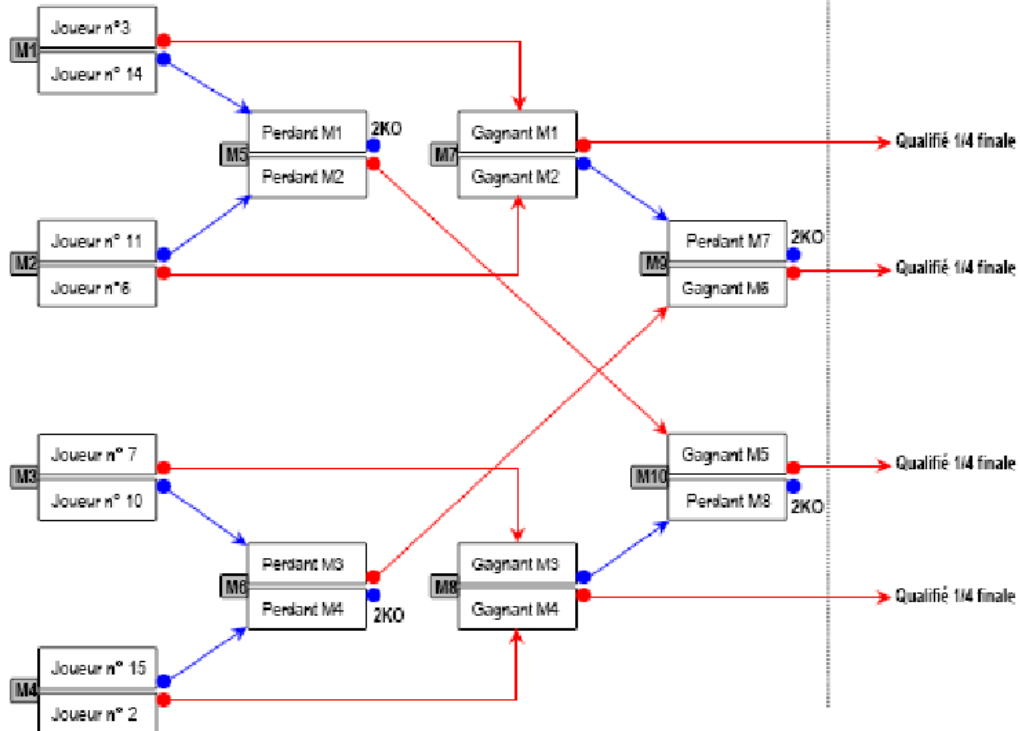 M1
Joueur n°3
Joueur n° 14
M5
Perdant M1
Perdant M2
2KO
M7
Gagnant M1
Gagnant M2
Qualifié 1/4 finale
M2
Joueur n° 11
Joueur n°6
M9
Perdant M7
Gagnant M6
2KO
Qualifié 1/4 finale
M3
Joueur n° 7
Joueur n° 10
M10
Gagnant M5
Perdant M8
2KO
Qualifié 1/4 finale
M6
Perdant M3
Perdant M4
2KO
M8
Gagnant M3
Gagnant M4
Qualifié 1/4 finale
M4
Joueur n° 15
Joueur n° 2